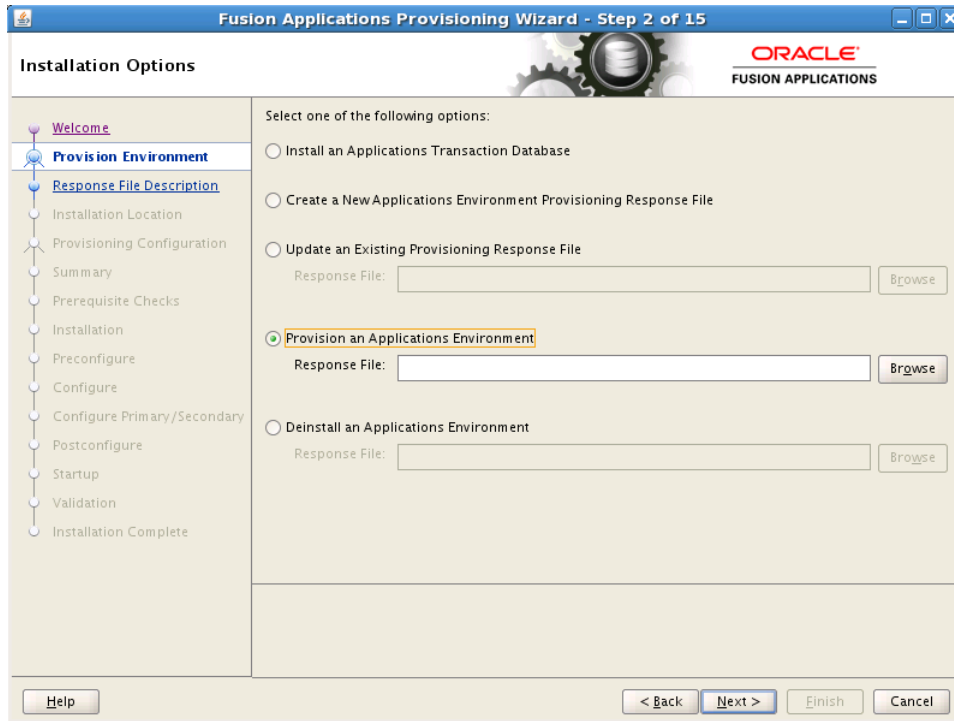 Fusion Applications Provisioning Wizard - Step 2 of 15
Installation Options
ORACLE
FUSION APPLICATIONS
Welcome
Provision Environment
Response File Description
Installation Location
Provisioning Configuration
Summary
Prerequisite Checks
Installation
Preconfigure
Configure
Configure Primary/Secondary
Postconfigure
Startup
Validation
Installation Complete
Select one of the following options:
Install an Applications Transaction Database
Create a New Applications Environment Provisioning Response File
Update an Existing Provisioning Response File
Response File: Browse
Provision an Applications Environment
Response File: Browse
Deinstall an Applications Environment
Response File: Browse
Help < Back Next > Finish Cancel